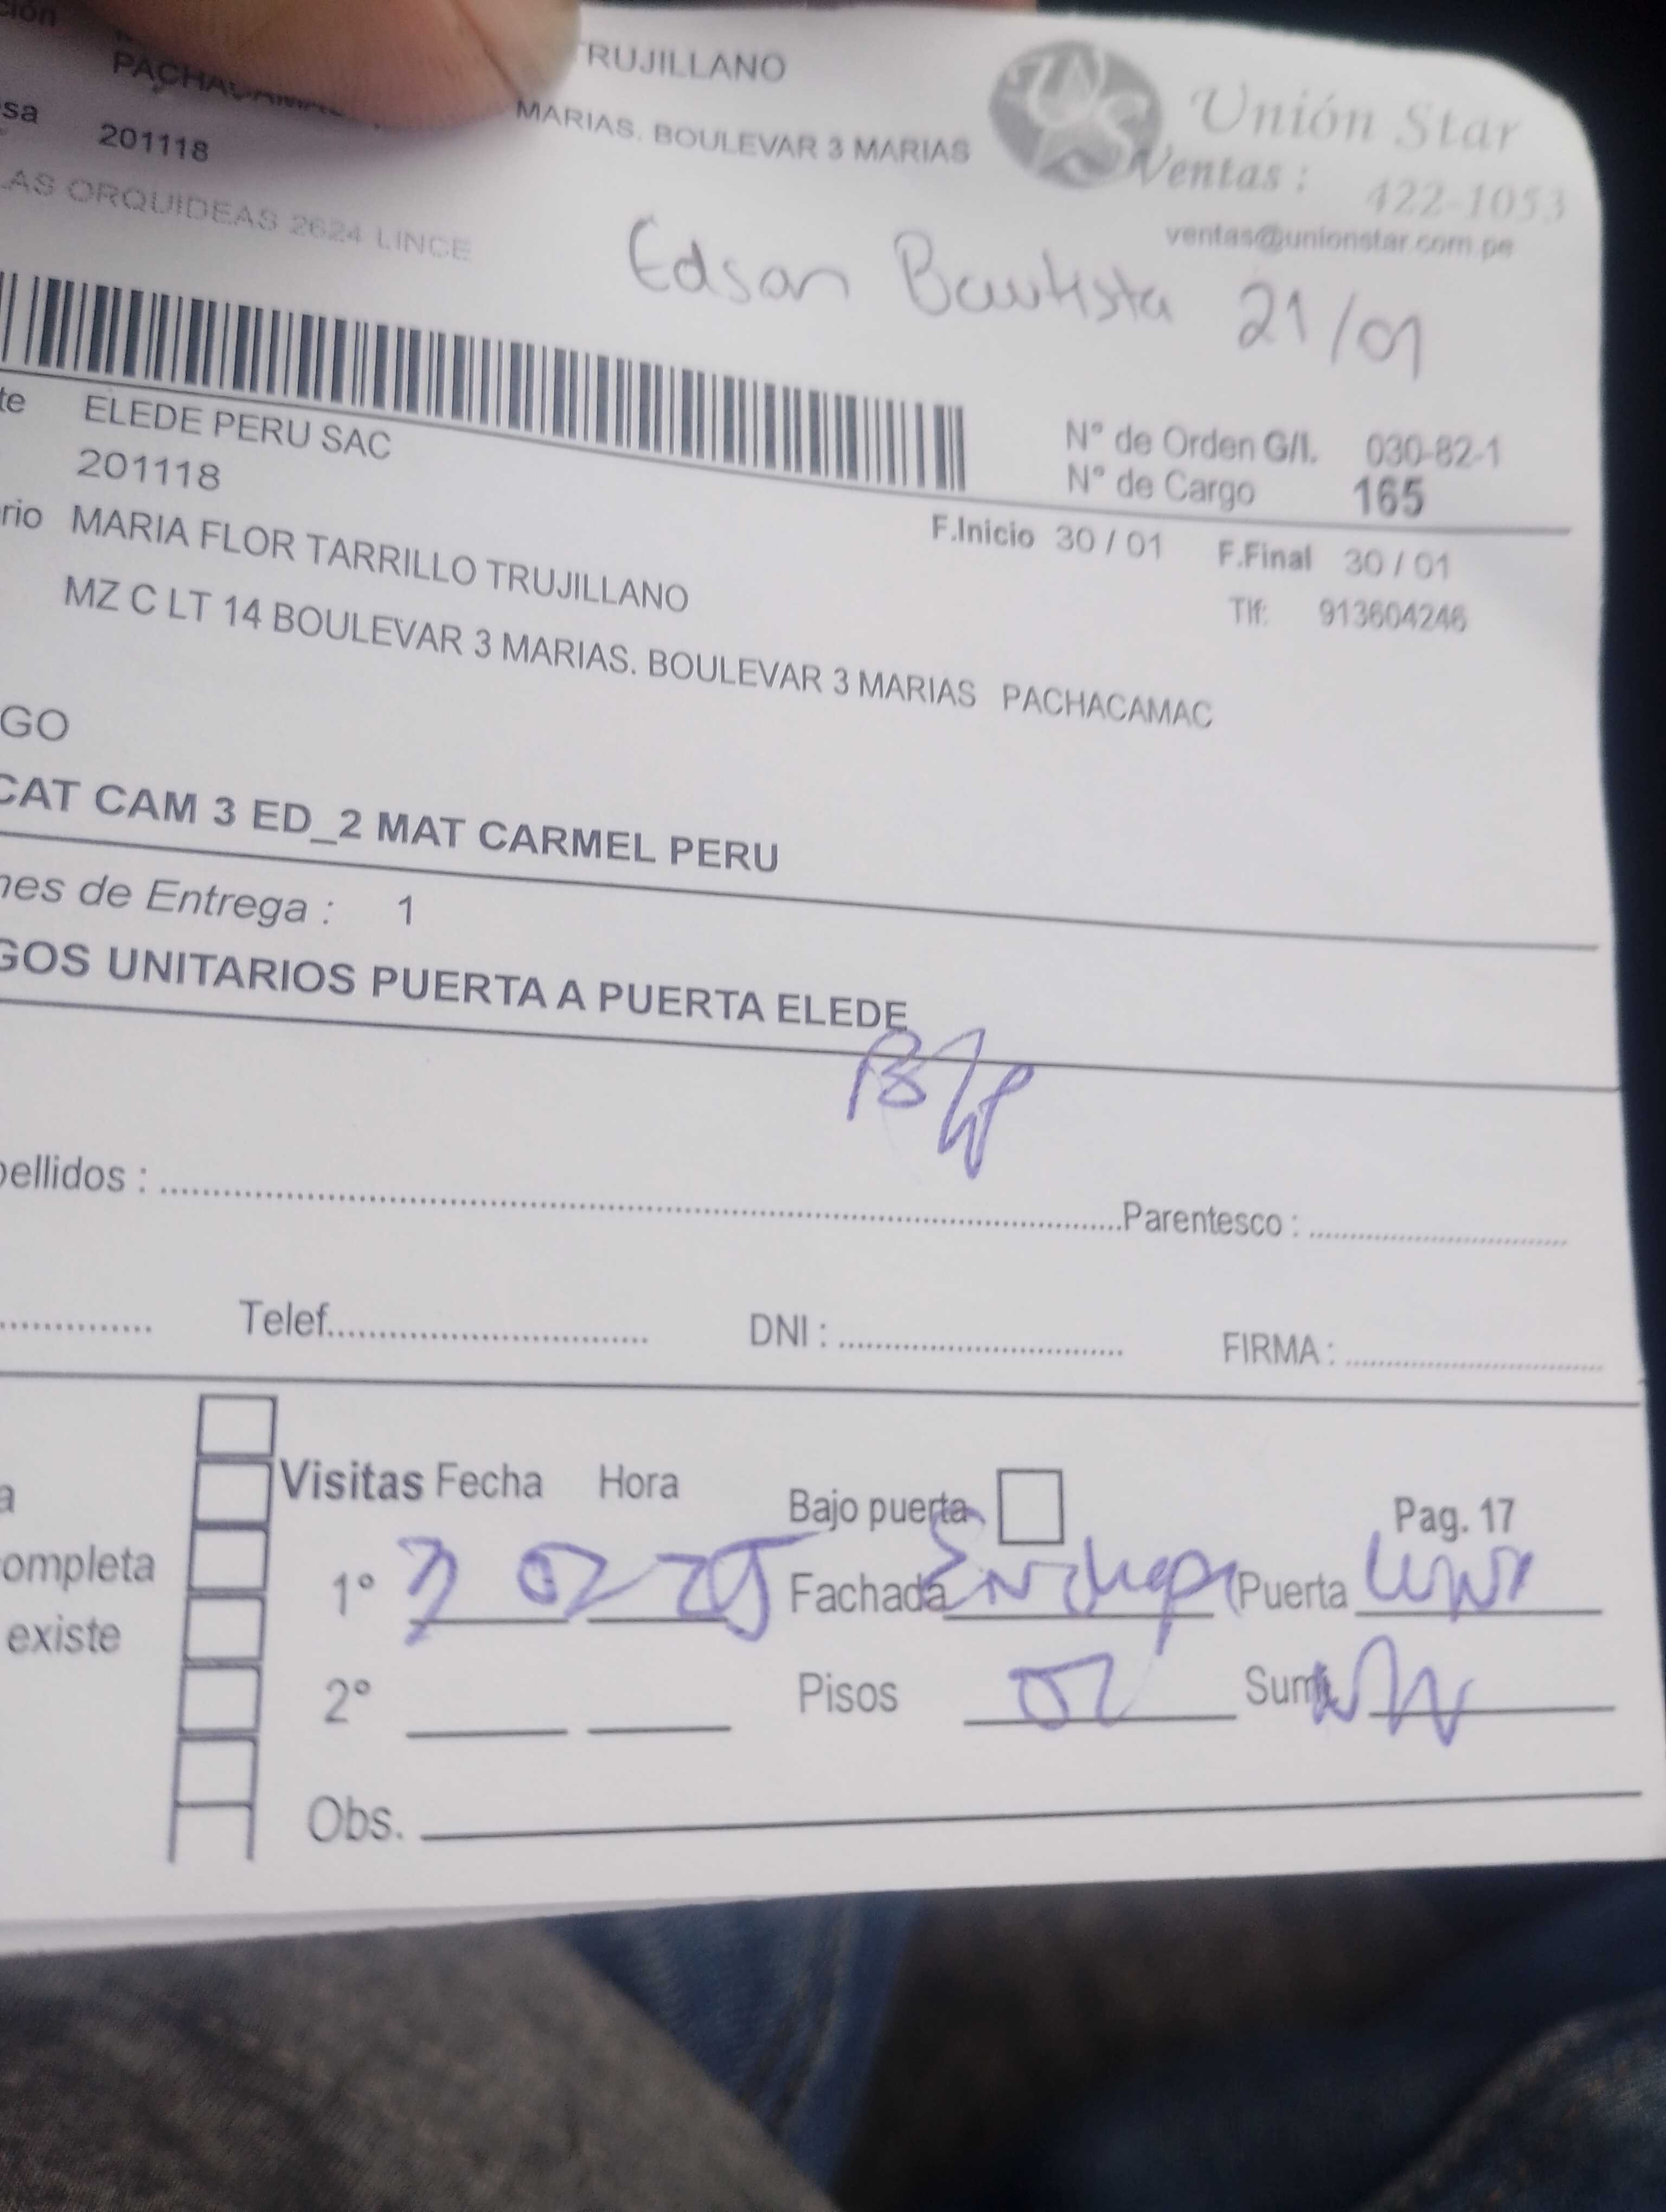 ción
TRUJILLANO
PACHACAMAC
MARIAS. BOULEVAR 3 MARIAS
Unión Star
sa 201118
Ventas : 422-1053
LAS ORQUIDEAS 2624 LINCE
ventas@unionstar.com.pe
Edson Bautista 21/01
te ELEDE PERU SAC
N° de Orden G/I. 030-82-1
201118
N° de Cargo 165
rio MARIA FLOR TARRILLO TRUJILLANO
F.Inicio 30 / 01 F.Final 30 / 01
Tlf: 913604246
MZ C LT 14 BOULEVAR 3 MARIAS. BOULEVAR 3 MARIAS PACHACAMAC
GO
CAT CAM 3 ED_2 MAT CARMEL PERU
nes de Entrega : 1
GOS UNITARIOS PUERTA A PUERTA ELEDE
pellidos : Parentesco :
Telef. DNI : FIRMA :
Visitas Fecha Hora Bajo puerta Pag. 17
a
ompleta
1° Fachada Puerta
existe
2° Pisos 02 Sumi
Obs.